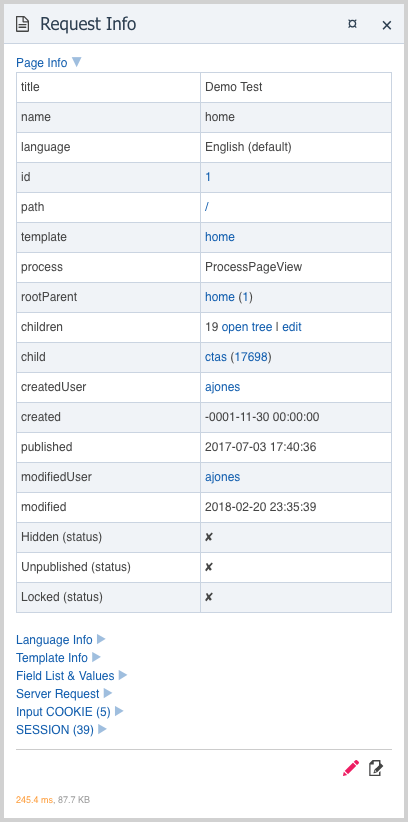 Request Info
Page Info
title Demo Test
name home
language English (default)
id 1
path /
template home
process ProcessPageView
rootParent home (1)
children 19 open tree | edit
child ctas (17698)
createdUser ajones
created -0001-11-30 00:00:00
published 2017-07-03 17:40:36
modifiedUser ajones
modified 2018-02-20 23:35:39
Hidden (status) ✘
Unpublished (status) ✘
Locked (status) ✘
Language Info
Template Info
Field List & Values
Server Request
Input COOKIE (5)
SESSION (39)
245.4 ms, 87.7 KB